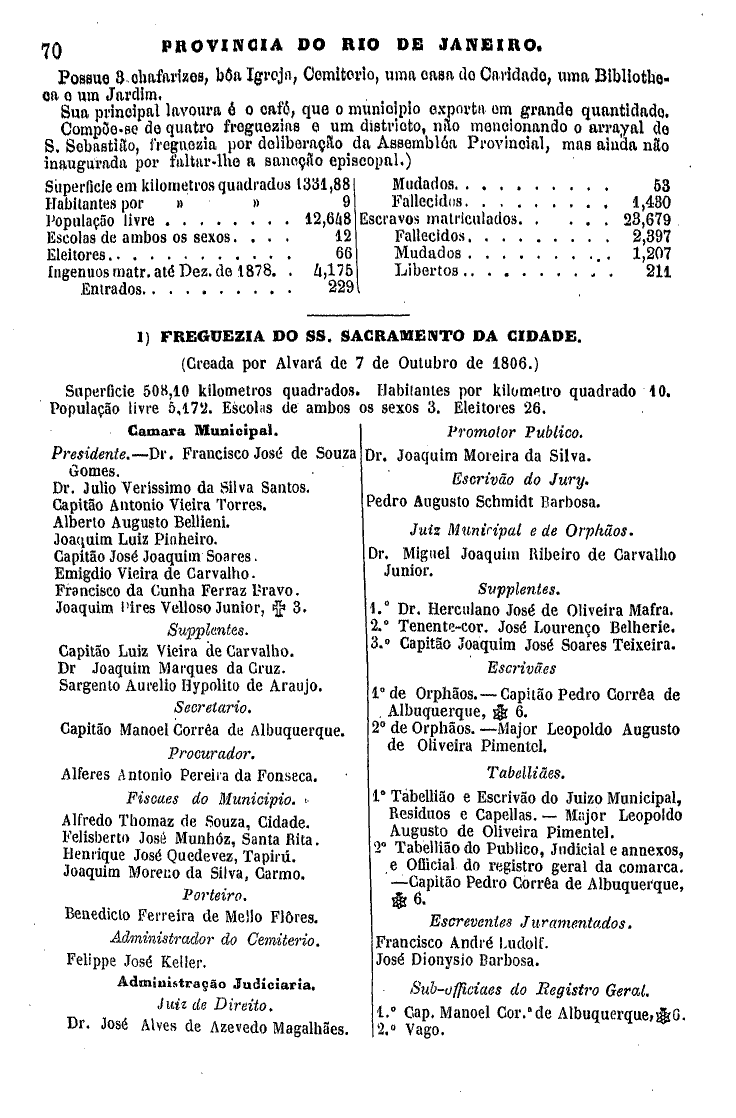 70
PROVINCIA DO RIO DE JANEIRO.
Possue 3 chafarizes, bôa Igreja, Cemiterio, uma casa de Caridade, uma Bibliothe-
ca e um Jardim.
Sua principal lavoura é o café, que o municipio exporta em grande quantidade.
Compõe-se de quatro freguezias e um districto, não mencionando o arrayal de
S. Sebastião, freguezia por deliberação da Assembléa Provincial, mas ainda não
inaugurada por faltar-lhe a sancção episcopal.)
Superficie em kilometros quadrados 1331,88
Habitantes por » » 9
População livre . . . . . . . . 12,648
Escolas de ambos os sexos. . . . 12
Eleitores. . . . . . . . . . . . 66
Ingenuos matr. até Dez. de 1878. . 4,175
Entrados. . . . . . . . . . 229
Mudados. . . . . . . . . . 53
Fallecidos. . . . . . . . . 1,430
Escravos matriculados. . . . . 23,679
Fallecidos. . . . . . . . . 2,397
Mudados . . . . . . . . . 1,207
Libertos . . . . . . . . . 211
1) FREGUEZIA DO SS. SACRAMENTO DA CIDADE.
(Creada por Alvará de 7 de Outubro de 1806.)
Superficie 508,10 kilometros quadrados. Habitantes por kilometro quadrado 10.
População livre 5,172. Escolas de ambos os sexos 3. Eleitores 26.
Camara Municipal.
Presidente.—Dr. Francisco José de Souza
Gomes.
Dr. Julio Verissimo da Silva Santos.
Capitão Antonio Vieira Torres.
Alberto Augusto Bellieni.
Joaquim Luiz Pinheiro.
Capitão José Joaquim Soares.
Emigdio Vieira de Carvalho.
Francisco da Cunha Ferraz Bravo.
Joaquim Pires Velloso Junior, ✠ 3.
Supplentes.
Capitão Luiz Vieira de Carvalho.
Dr Joaquim Marques da Cruz.
Sargento Aurelio Hypolito de Araujo.
Secretario.
Capitão Manoel Corrêa de Albuquerque.
Procurador.
Alferes Antonio Pereira da Fonseca.
Fiscaes do Municipio.
Alfredo Thomaz de Souza, Cidade.
Felisberto José Munhóz, Santa Rita.
Henrique José Quedevez, Tapirú.
Joaquim Moreno da Silva, Carmo.
Porteiro.
Benedicto Ferreira de Mello Flôres.
Administrador do Cemiterio.
Felippe José Keller.
Administração Judiciaria.
Juiz de Direito.
Dr. José Alves de Azevedo Magalhães.
Promotor Publico.
Dr. Joaquim Moreira da Silva.
Escrivão do Jury.
Pedro Augusto Schmidt Barbosa.
Juiz Municipal e de Orphãos.
Dr. Miguel Joaquim Ribeiro de Carvalho
Junior.
Supplentes.
1.º Dr. Herculano José de Oliveira Mafra.
2.º Tenente-cor. José Lourenço Belherie.
3.º Capitão Joaquim José Soares Teixeira.
Escrivães
1º de Orphãos.—Capitão Pedro Corrêa de
Albuquerque, 6.
2º de Orphãos.—Major Leopoldo Augusto
de Oliveira Pimentel.
Tabelliães.
1º Tabellião e Escrivão do Juizo Municipal,
Residuos e Capellas.— Major Leopoldo
Augusto de Oliveira Pimentel.
2º Tabellião do Publico, Judicial e annexos,
e Official do registro geral da comarca.
—Capitão Pedro Corrêa de Albuquerque,
6.
Escreventes Juramentados.
Francisco André Ludolf.
José Dionysio Barbosa.
Sub-officiaes do Registro Geral.
1.º Cap. Manoel Cor.ª de Albuquerque, 6.
2.º Vago.